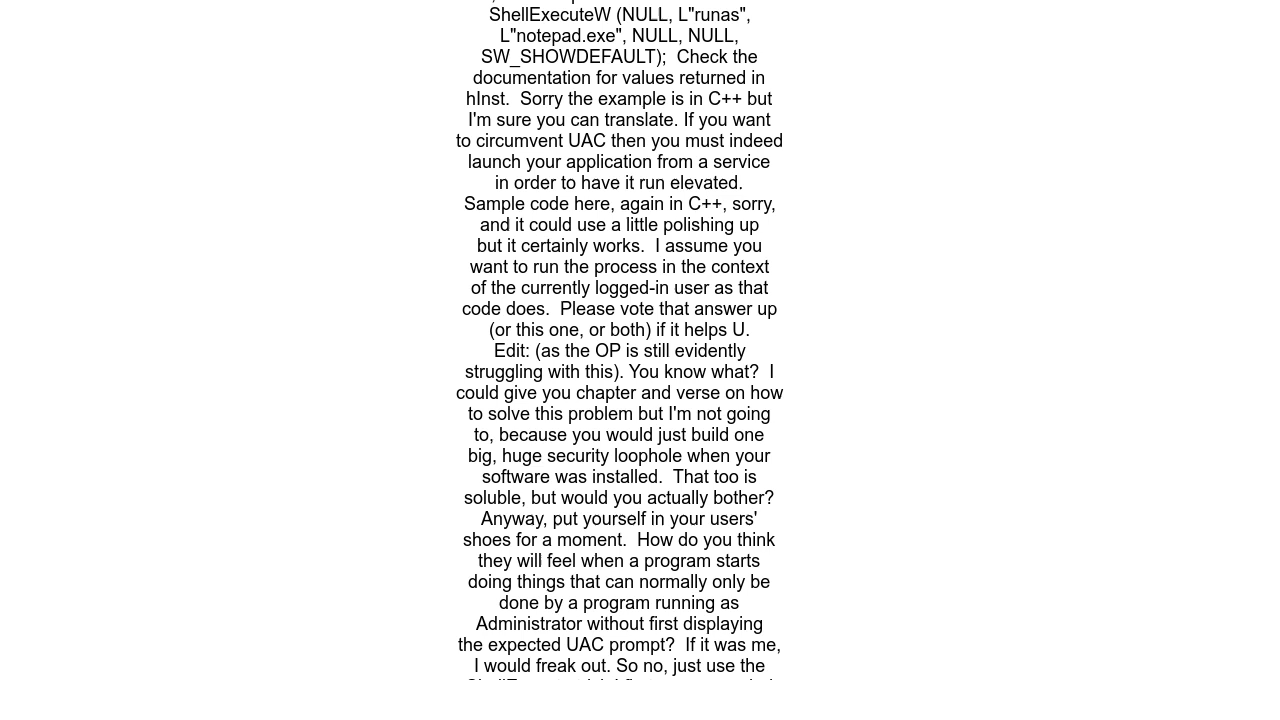 ShellExecuteW (NULL, L"runas",
L"notepad.exe", NULL, NULL,
SW_SHOWDEFAULT);  Check the
documentation for values returned in
hInst.  Sorry the example is in C++ but
I'm sure you can translate. If you want
to circumvent UAC then you must indeed
launch your application from a service
in order to have it run elevated.
Sample code here, again in C++, sorry,
and it could use a little polishing up
but it certainly works.  I assume you
want to run the process in the context
of the currently logged-in user as that
code does.  Please vote that answer up
(or this one, or both) if it helps U.
Edit: (as the OP is still evidently
struggling with this). You know what?  I
could give you chapter and verse on how
to solve this problem but I'm not going
to, because you would just build one
big, huge security loophole when your
software was installed.  That too is
soluble, but would you actually bother?
Anyway, put yourself in your users'
shoes for a moment.  How do you think
they will feel when a program starts
doing things that can normally only be
done by a program running as
Administrator without first displaying
the expected UAC prompt?  If it was me,
I would freak out. So no, just use the